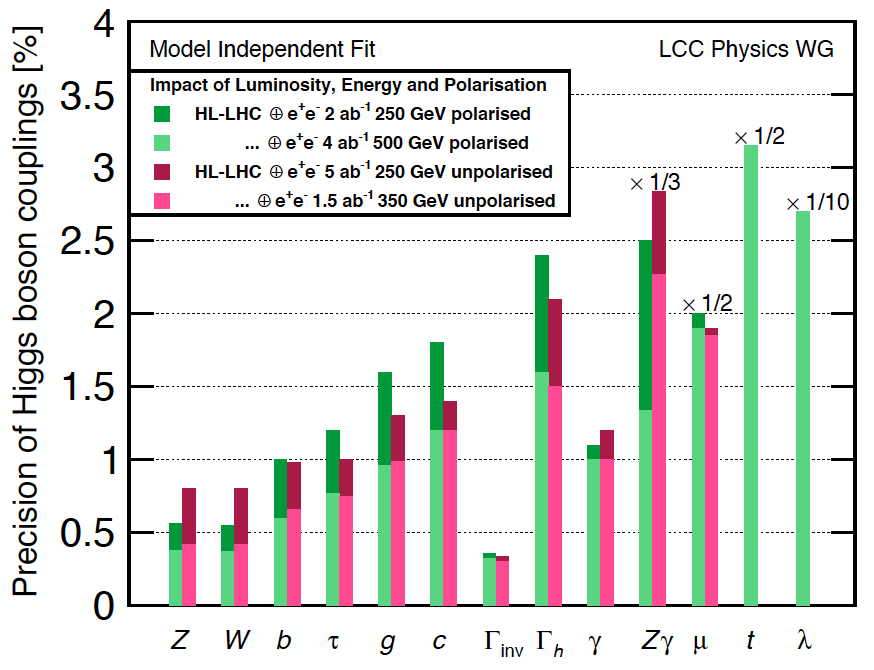 Precision of Higgs boson couplings [%]
4
3.5
3
2.5
2
1.5
1
0.5
0
Model Independent Fit
LCC Physics WG
Impact of Luminosity, Energy and Polarisation
HL-LHC ⊕ e⁺e⁻ 2 ab⁻¹ 250 GeV polarised
... ⊕ e⁺e⁻ 4 ab⁻¹ 500 GeV polarised
HL-LHC ⊕ e⁺e⁻ 5 ab⁻¹ 250 GeV unpolarised
... ⊕ e⁺e⁻ 1.5 ab⁻¹ 350 GeV unpolarised
× 1/3
× 1/2
× 1/2
× 1/10
Z W b τ g c Γinv Γh γ Zγ μ t λ